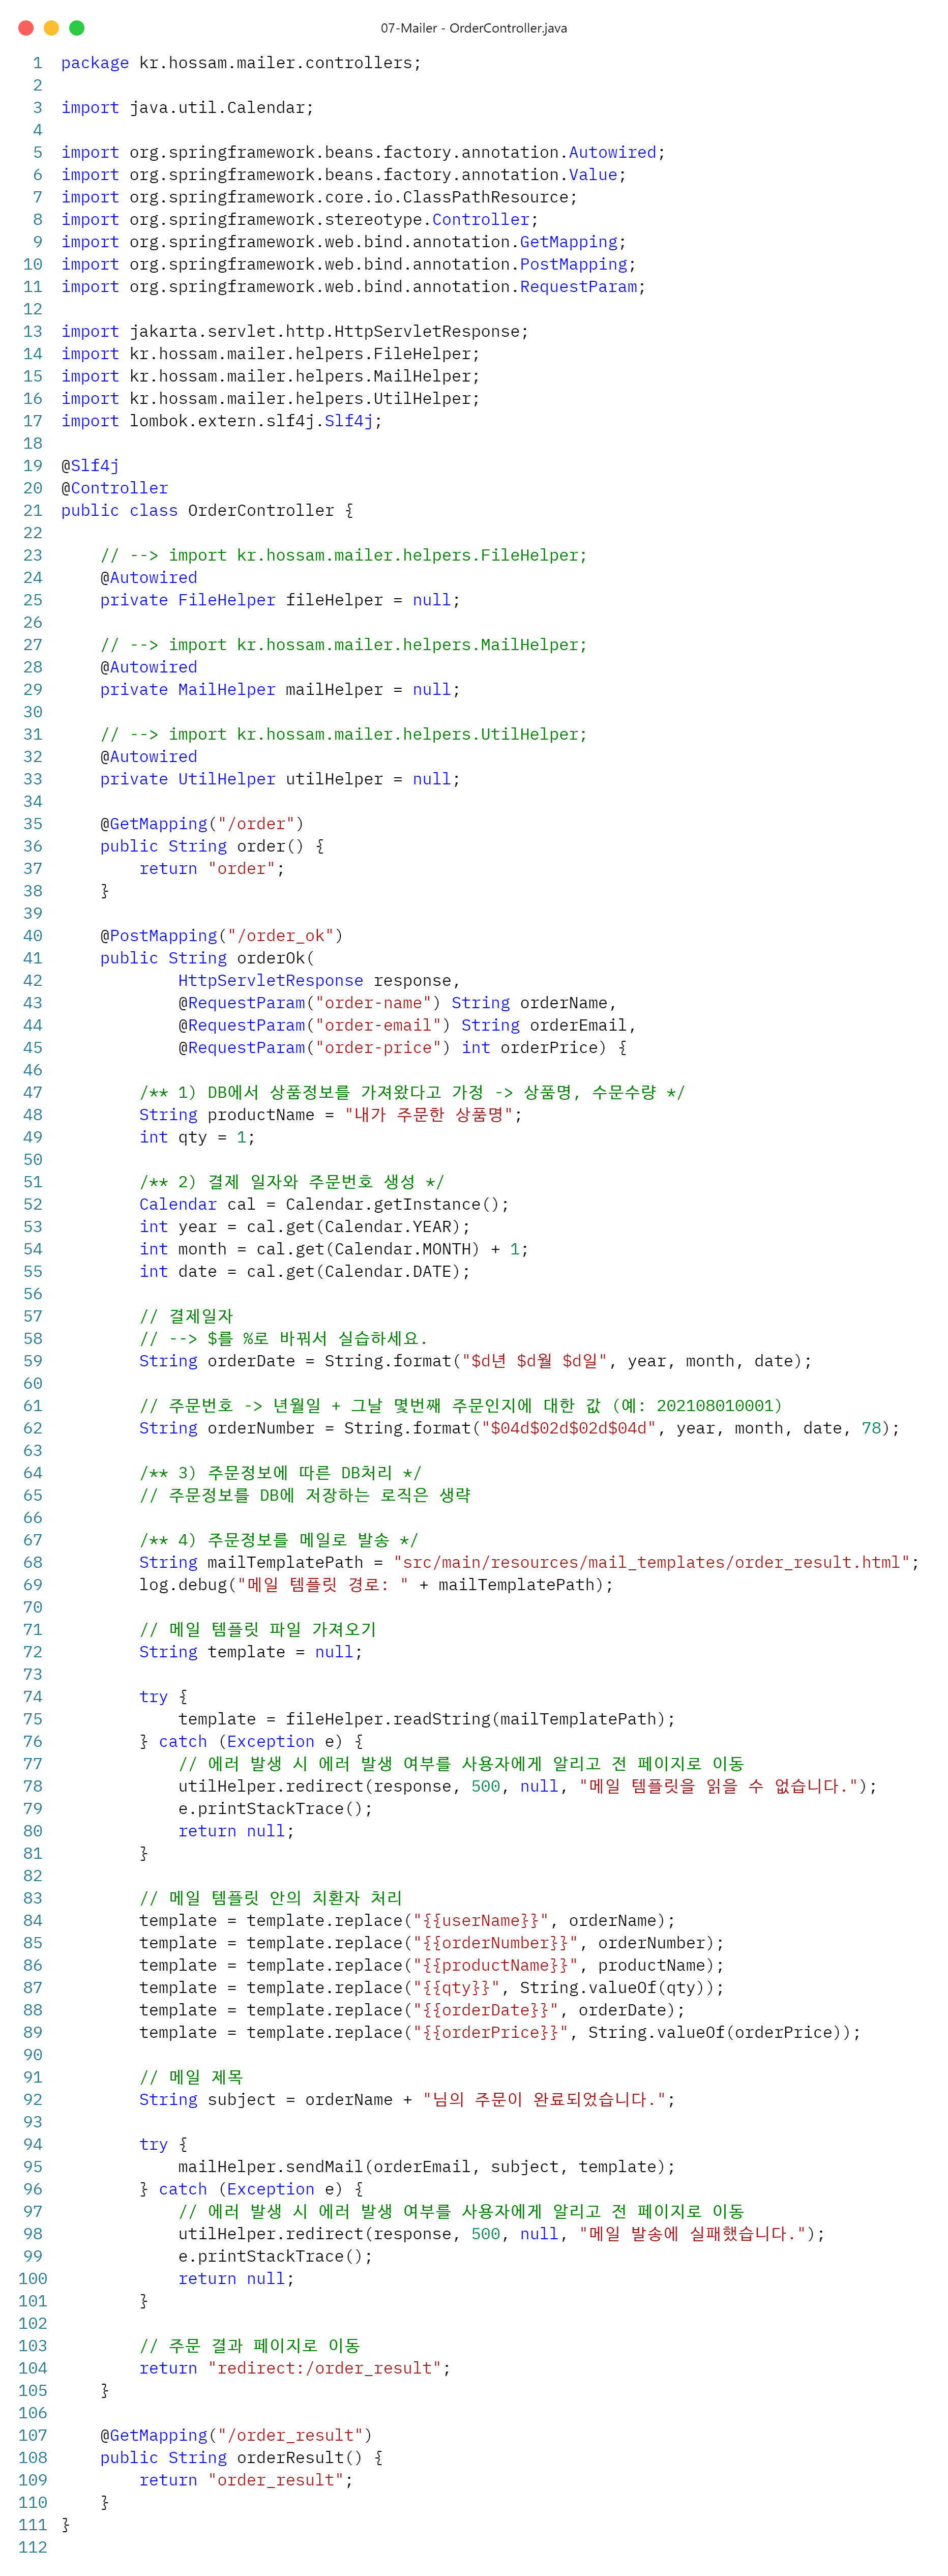 07-Mailer - OrderController.java
1 package kr.hossam.mailer.controllers;
2
3 import java.util.Calendar;
4
5 import org.springframework.beans.factory.annotation.Autowired;
6 import org.springframework.beans.factory.annotation.Value;
7 import org.springframework.core.io.ClassPathResource;
8 import org.springframework.stereotype.Controller;
9 import org.springframework.web.bind.annotation.GetMapping;
10 import org.springframework.web.bind.annotation.PostMapping;
11 import org.springframework.web.bind.annotation.RequestParam;
12
13 import jakarta.servlet.http.HttpServletResponse;
14 import kr.hossam.mailer.helpers.FileHelper;
15 import kr.hossam.mailer.helpers.MailHelper;
16 import kr.hossam.mailer.helpers.UtilHelper;
17 import lombok.extern.slf4j.Slf4j;
18
19 @Slf4j
20 @Controller
21 public class OrderController {
22
23     // --> import kr.hossam.mailer.helpers.FileHelper;
24     @Autowired
25     private FileHelper fileHelper = null;
26
27     // --> import kr.hossam.mailer.helpers.MailHelper;
28     @Autowired
29     private MailHelper mailHelper = null;
30
31     // --> import kr.hossam.mailer.helpers.UtilHelper;
32     @Autowired
33     private UtilHelper utilHelper = null;
34
35     @GetMapping("/order")
36     public String order() {
37         return "order";
38     }
39
40     @PostMapping("/order_ok")
41     public String orderOk(
42             HttpServletResponse response,
43             @RequestParam("order-name") String orderName,
44             @RequestParam("order-email") String orderEmail,
45             @RequestParam("order-price") int orderPrice) {
46
47         /** 1) DB에서 상품정보를 가져왔다고 가정 -> 상품명, 수문수량 */
48         String productName = "내가 주문한 상품명";
49         int qty = 1;
50
51         /** 2) 결제 일자와 주문번호 생성 */
52         Calendar cal = Calendar.getInstance();
53         int year = cal.get(Calendar.YEAR);
54         int month = cal.get(Calendar.MONTH) + 1;
55         int date = cal.get(Calendar.DATE);
56
57         // 결제일자
58         // --> $를 %로 바꿔서 실습하세요.
59         String orderDate = String.format("$d년 $d월 $d일", year, month, date);
60
61         // 주문번호 -> 년월일 + 그날 몇번째 주문인지에 대한 값 (예: 202108010001)
62         String orderNumber = String.format("$04d$02d$02d$04d", year, month, date, 78);
63
64         /** 3) 주문정보에 따른 DB처리 */
65         // 주문정보를 DB에 저장하는 로직은 생략
66
67         /** 4) 주문정보를 메일로 발송 */
68         String mailTemplatePath = "src/main/resources/mail_templates/order_result.html";
69         log.debug("메일 템플릿 경로: " + mailTemplatePath);
70
71         // 메일 템플릿 파일 가져오기
72         String template = null;
73
74         try {
75             template = fileHelper.readString(mailTemplatePath);
76         } catch (Exception e) {
77             // 에러 발생 시 에러 발생 여부를 사용자에게 알리고 전 페이지로 이동
78             utilHelper.redirect(response, 500, null, "메일 템플릿을 읽을 수 없습니다.");
79             e.printStackTrace();
80             return null;
81         }
82
83         // 메일 템플릿 안의 치환자 처리
84         template = template.replace("{{userName}}", orderName);
85         template = template.replace("{{orderNumber}}", orderNumber);
86         template = template.replace("{{productName}}", productName);
87         template = template.replace("{{qty}}", String.valueOf(qty));
88         template = template.replace("{{orderDate}}", orderDate);
89         template = template.replace("{{orderPrice}}", String.valueOf(orderPrice));
90
91         // 메일 제목
92         String subject = orderName + "님의 주문이 완료되었습니다.";
93
94         try {
95             mailHelper.sendMail(orderEmail, subject, template);
96         } catch (Exception e) {
97             // 에러 발생 시 에러 발생 여부를 사용자에게 알리고 전 페이지로 이동
98             utilHelper.redirect(response, 500, null, "메일 발송에 실패했습니다.");
99             e.printStackTrace();
100             return null;
101         }
102
103         // 주문 결과 페이지로 이동
104         return "redirect:/order_result";
105     }
106
107     @GetMapping("/order_result")
108     public String orderResult() {
109         return "order_result";
110     }
111 }
112